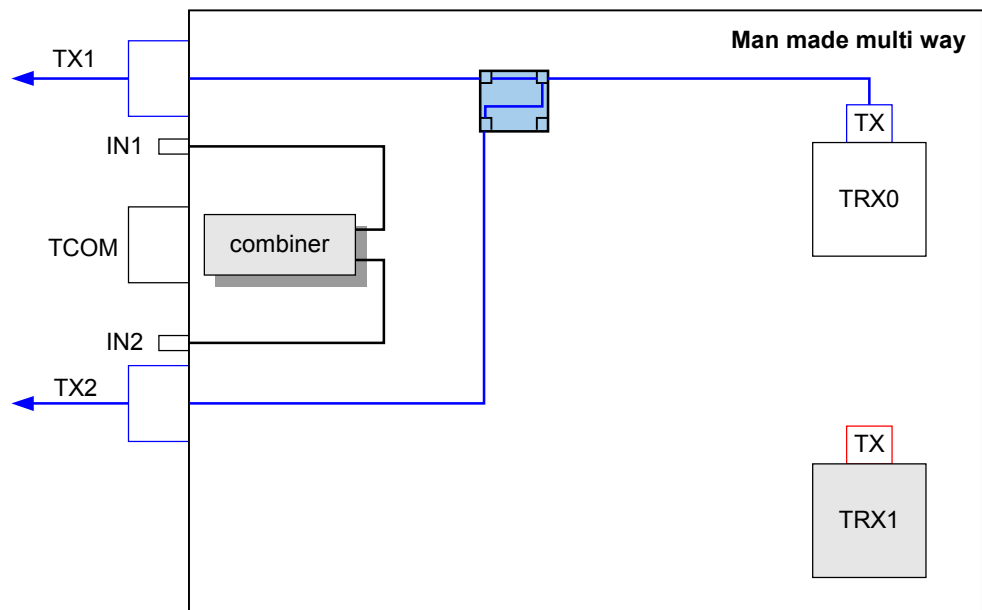 Man made multi way
TX1
TX
IN1
TRX0
TCOM
combiner
IN2
TX2
TX
TRX1